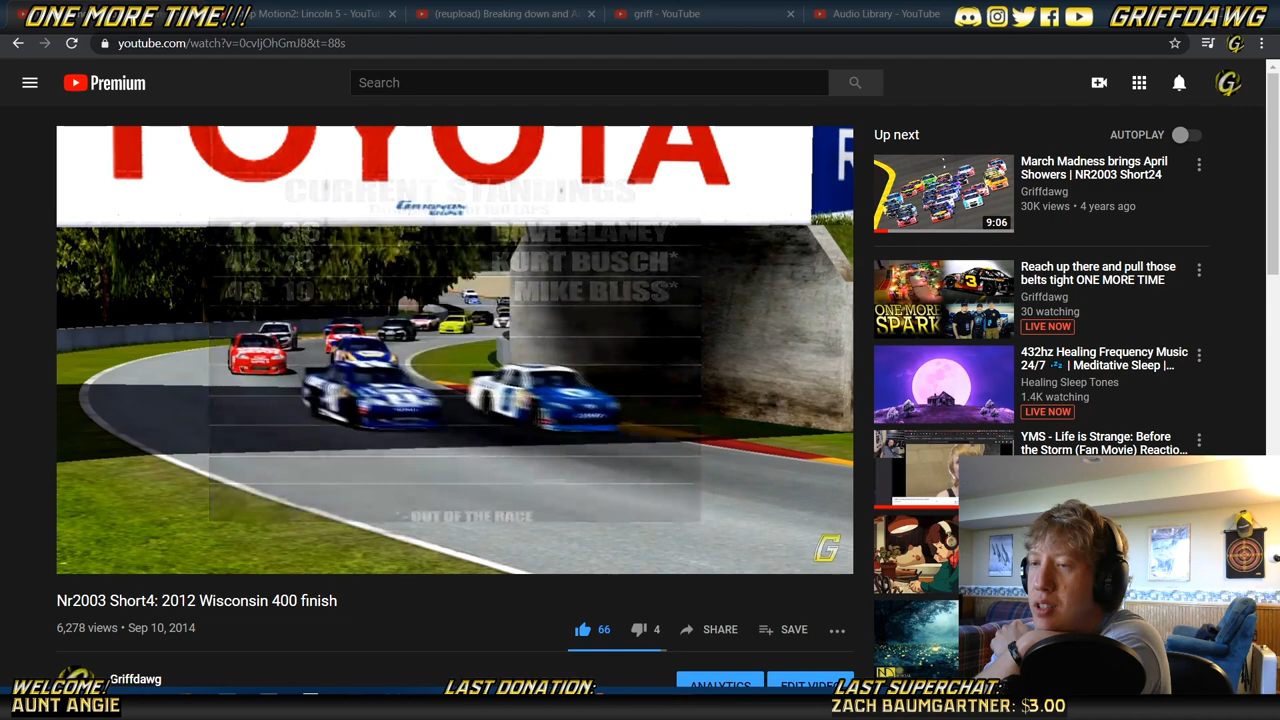 ONE MORE TIME!!!
Motion2: Lincoln 5 - YouTu
(reupload) Breaking down and A
griff - YouTube
Audio Library - YouTube
GRIFFDAWG
youtube.com/watch?v=0cvIjOhGmJ8&t=88s
Premium
Search
TOYOTA
CURRENT STANDINGS
DAVE BLANEY*
KURT BUSCH*
MIKE BLISS*
- OUT OF THE RACE
G
Nr2003 Short4: 2012 Wisconsin 400 finish
6,278 views • Sep 10, 2014
66
4
SHARE
SAVE
Griffdawg
ANALYTICS
EDIT VIDEO
Up next
AUTOPLAY
March Madness brings April
Showers | NR2003 Short24
Griffdawg
30K views • 4 years ago
9:06
Reach up there and pull those
belts tight ONE MORE TIME
Griffdawg
30 watching
LIVE NOW
ONE MORE
SPARK
3
432hz Healing Frequency Music
24/7 💤 | Meditative Sleep |...
Healing Sleep Tones
1.4K watching
LIVE NOW
YMS - Life is Strange: Before
the Storm (Fan Movie) Reactio...
WELCOME!
AUNT ANGIE
LAST DONATION:
LAST SUPERCHAT:
ZACH BAUMGARTNER: $3.00